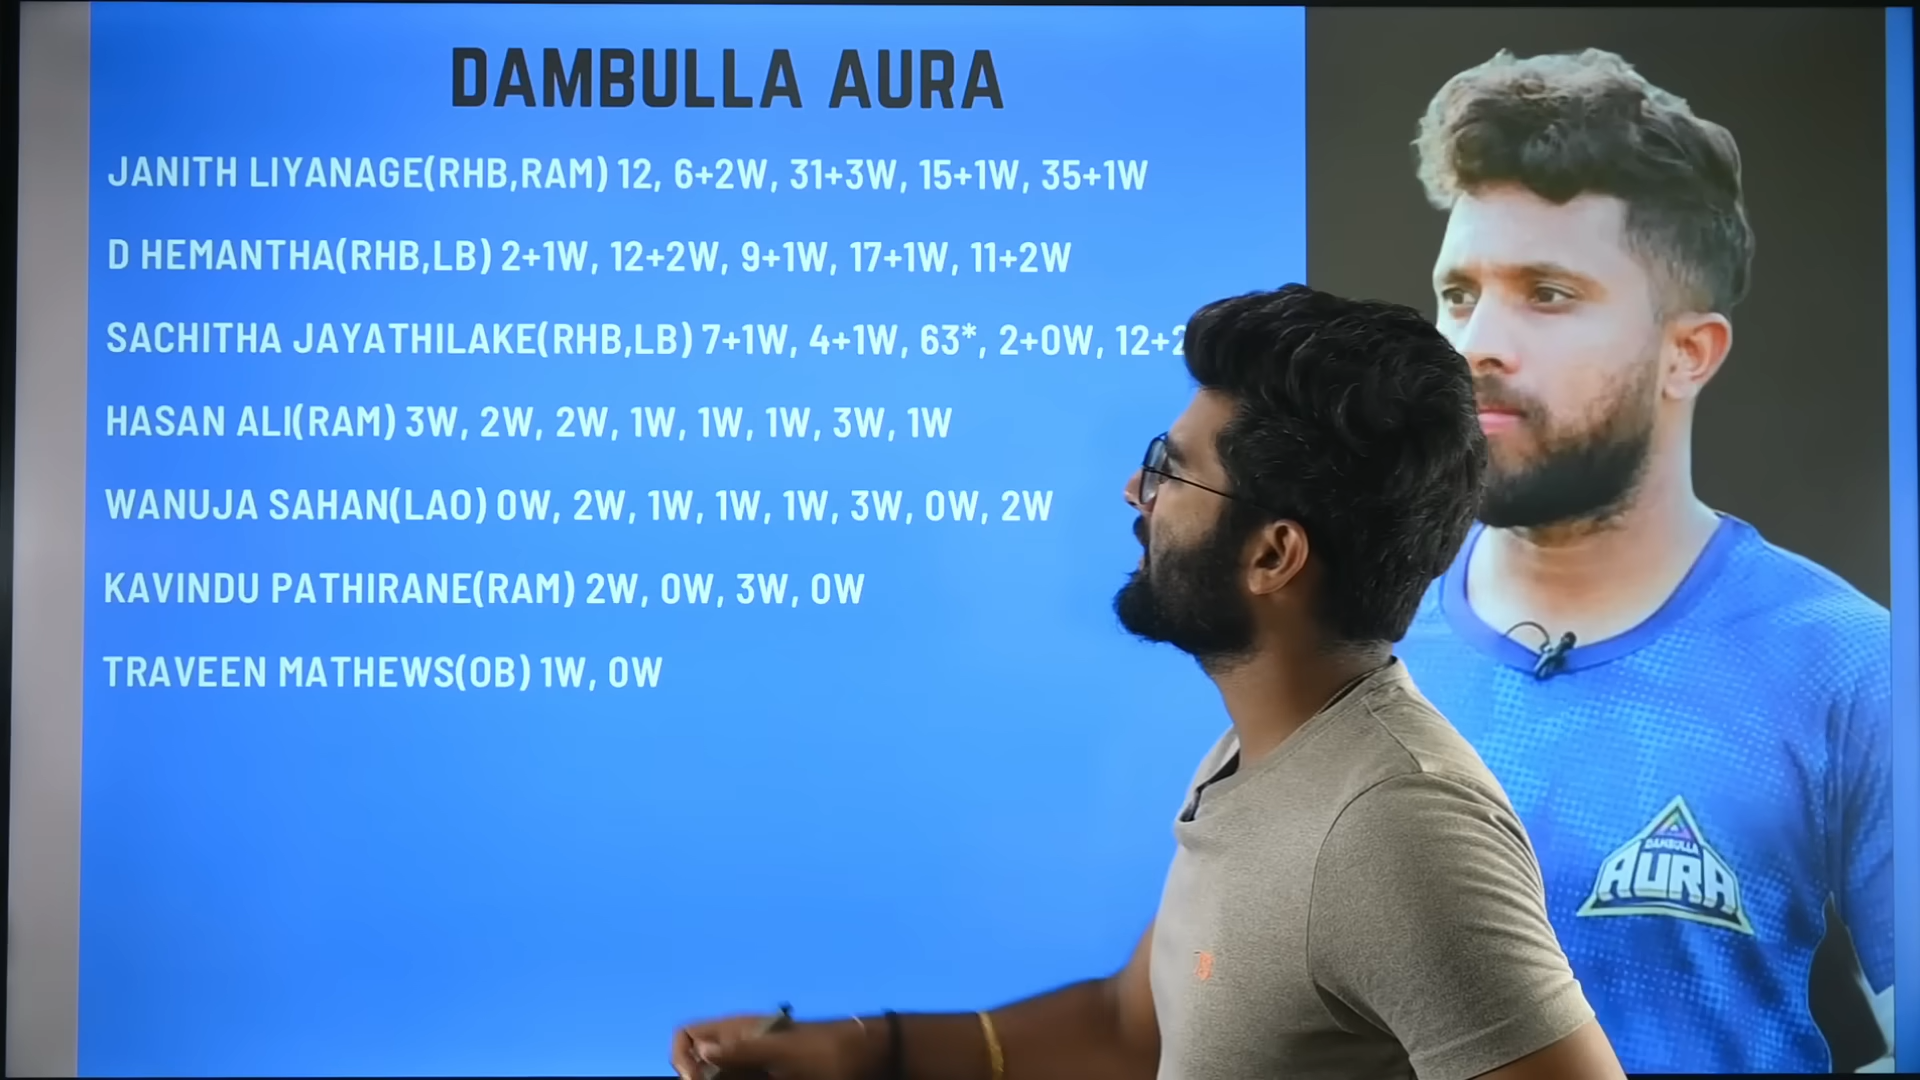 DAMBULLA AURA
JANITH LIYANAGE(RHB,RAM) 12, 6+2W, 31+3W, 15+1W, 35+1W
D HEMANTHA(RHB,LB) 2+1W, 12+2W, 9+1W, 17+1W, 11+2W
SACHITHA JAYATHILAKE(RHB,LB) 7+1W, 4+1W, 63*, 2+0W, 12+2
HASAN ALI(RAM) 3W, 2W, 2W, 1W, 1W, 1W, 3W, 1W
WANUJA SAHAN(LAO) 0W, 2W, 1W, 1W, 1W, 3W, 0W, 2W
KAVINDU PATHIRANE(RAM) 2W, 0W, 3W, 0W
TRAVEEN MATHEWS(OB) 1W, 0W
DAMBULLA
AURA